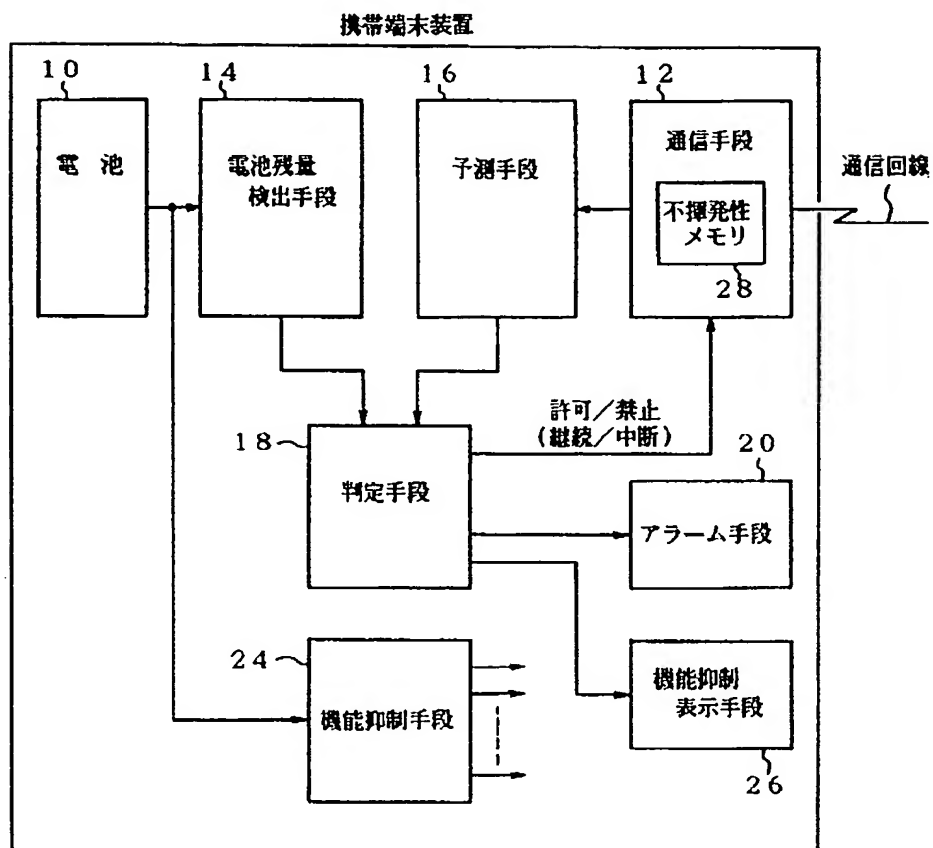 携帯端末装置
10
14
16
12
電 池
電池残量
検出手段
予測手段
通信手段
不揮発性
メモリ
28
通信回線
許可/禁止
(継続/中断)
18
判定手段
20
アラーム手段
24
機能抑制手段
機能抑制
表示手段
26